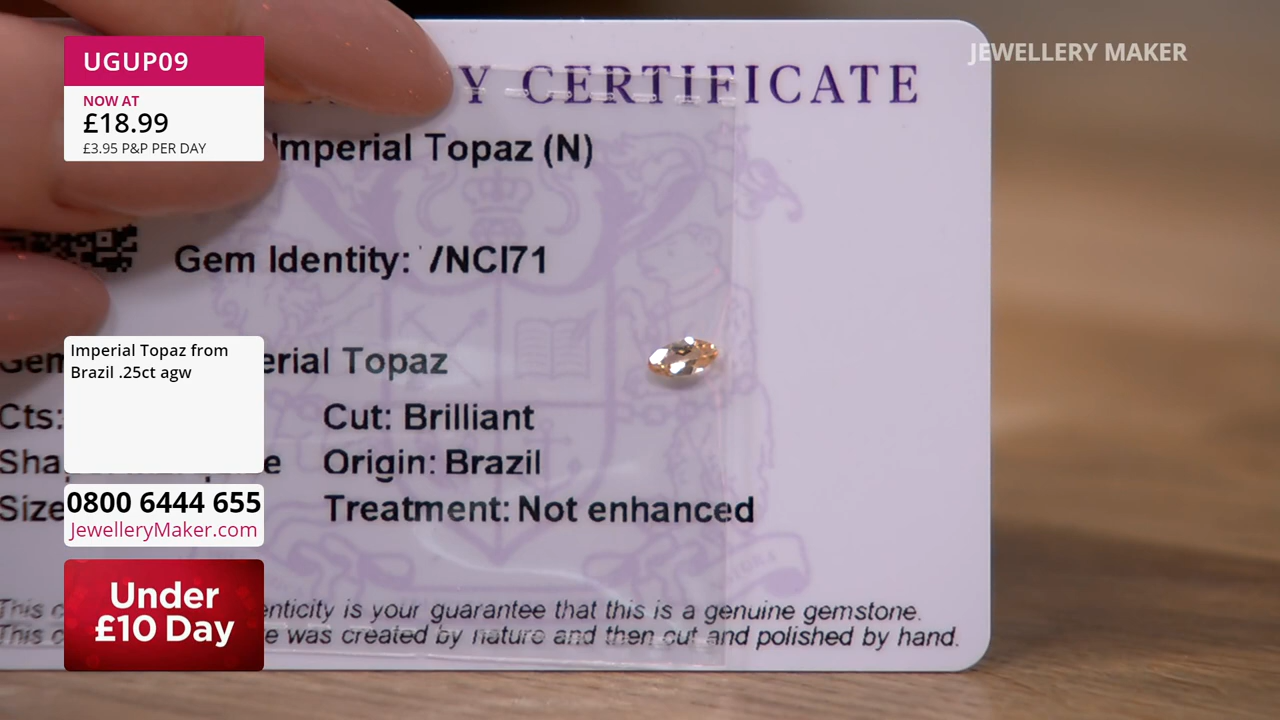 JEWELLERY MAKER
UGUP09
NOW AT
£18.99
£3.95 P&P PER DAY
Y CERTIFICATE
Imperial Topaz (N)
Gem Identity: /NCI71
Imperial Topaz from
Brazil .25ct agw
Gem erial Topaz
Cts: Cut: Brilliant
Origin: Brazil
Size Treatment: Not enhanced
0800 6444 655
JewelleryMaker.com
Under
£10 Day
This enticity is your guarantee that this is a genuine gemstone.
This was created by nature and then cut and polished by hand.